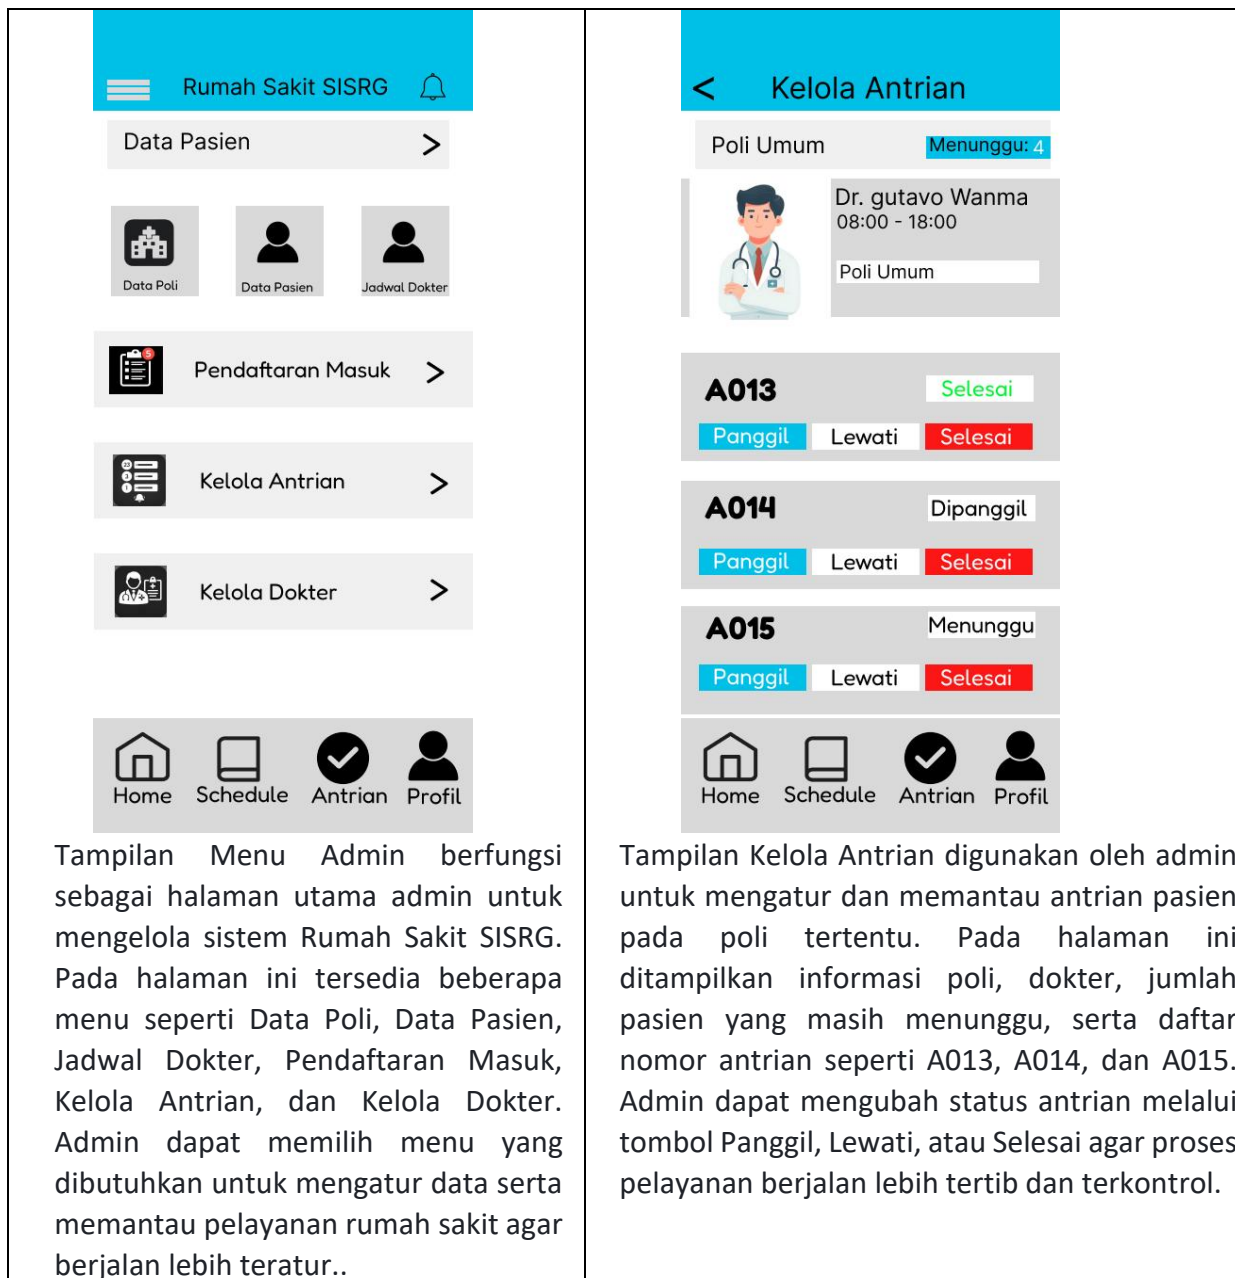 Rumah Sakit SISRG
Data Pasien
>
Data Poli
Data Pasien
Jadwal Dokter
5
Pendaftaran Masuk
>
Kelola Antrian
>
Kelola Dokter
>
Home Schedule Antrian Profil
Tampilan Menu Admin berfungsi
sebagai halaman utama admin untuk
mengelola sistem Rumah Sakit SISRG.
Pada halaman ini tersedia beberapa
menu seperti Data Poli, Data Pasien,
Jadwal Dokter, Pendaftaran Masuk,
Kelola Antrian, dan Kelola Dokter.
Admin dapat memilih menu yang
dibutuhkan untuk mengatur data serta
memantau pelayanan rumah sakit agar
berjalan lebih teratur..
< Kelola Antrian
Poli Umum Menunggu: 4
Dr. gutavo Wanma
08:00 - 18:00
Poli Umum
A013 Selesai
Panggil Lewati Selesai
A014 Dipanggil
Panggil Lewati Selesai
A015 Menunggu
Panggil Lewati Selesai
Home Schedule Antrian Profil
Tampilan Kelola Antrian digunakan oleh admin
untuk mengatur dan memantau antrian pasien
pada poli tertentu. Pada halaman ini
ditampilkan informasi poli, dokter, jumlah
pasien yang masih menunggu, serta daftar
nomor antrian seperti A013, A014, dan A015.
Admin dapat mengubah status antrian melalui
tombol Panggil, Lewati, atau Selesai agar proses
pelayanan berjalan lebih tertib dan terkontrol.